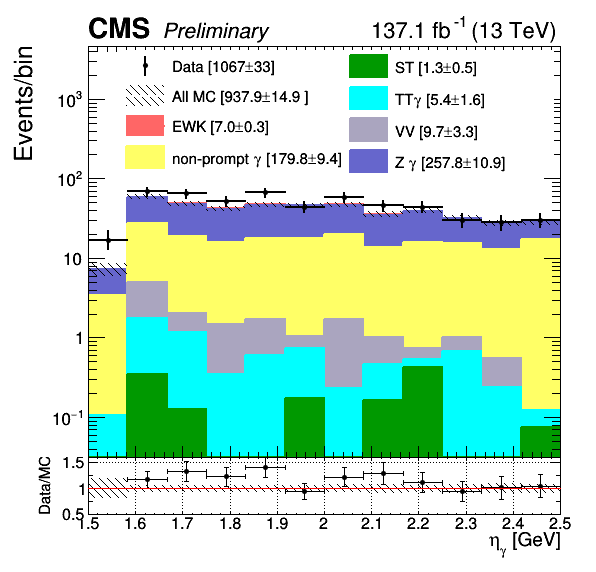 CMS Preliminary 137.1 fb⁻¹ (13 TeV)
Events/bin
Data [1067±33]
All MC [937.9±14.9 ]
EWK [7.0±0.3]
non-prompt γ [179.8±9.4]
ST [1.3±0.5]
TTγ [5.4±1.6]
VV [9.7±3.3]
Z γ [257.8±10.9]
10³
10²
10
1
10⁻¹
Data/MC
1.5
1
0.5
1.5 1.6 1.7 1.8 1.9 2 2.1 2.2 2.3 2.4 2.5
ηγ [GeV]